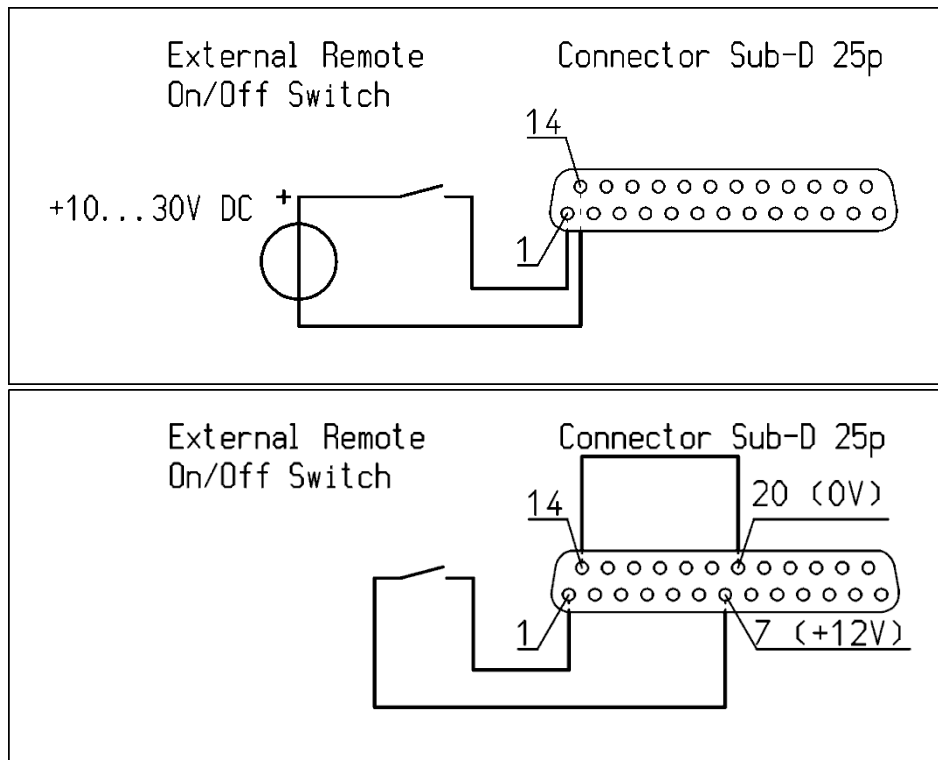 External Remote
On/Off Switch
Connector Sub-D 25p
14
+10...30V DC
+
1
External Remote
On/Off Switch
Connector Sub-D 25p
14
20 (0V)
1
7 (+12V)